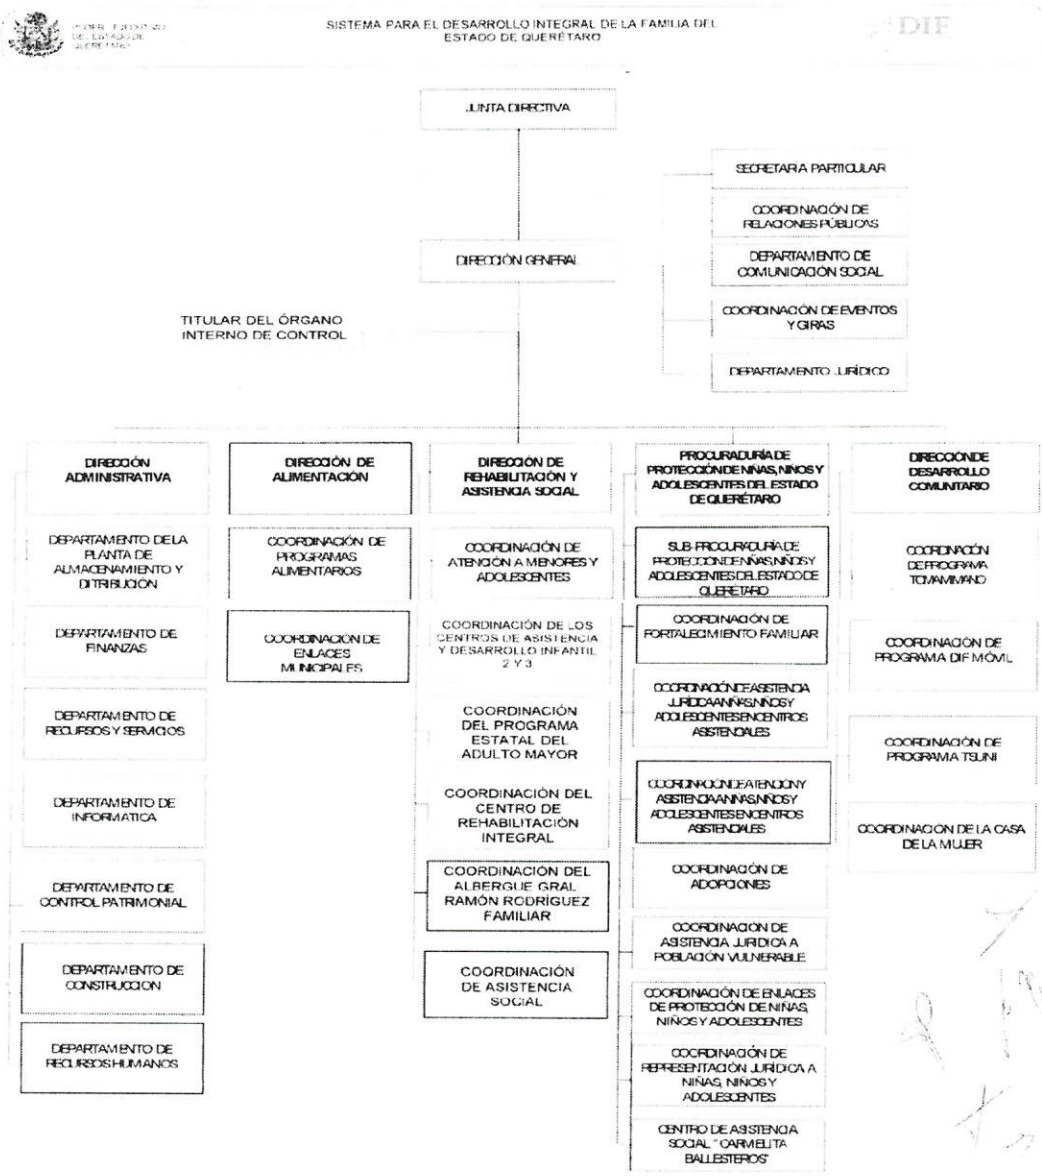 PODER EJECUTIVO
DEL ESTADO DE
QUERÉTARO
SISTEMA PARA EL DESARROLLO INTEGRAL DE LA FAMILIA DEL
ESTADO DE QUERÉTARO
DIF
JUNTA DIRECTIVA
SECRETARIA PARTICULAR
COORDINACIÓN DE
RELACIONES PÚBLICAS
DIRECCIÓN GENERAL
DEPARTAMENTO DE
COMUNICACIÓN SOCIAL
COORDINACIÓN DE EVENTOS
Y GIRAS
TITULAR DEL ÓRGANO
INTERNO DE CONTROL
DEPARTAMENTO JURÍDICO
DIRECCIÓN
ADMINISTRATIVA
DEPARTAMENTO DE LA
PLANTA DE
ALMACENAMIENTO Y
DITRIBUCIÓN
DEPARTAMENTO DE
FINANZAS
DEPARTAMENTO DE
RECURSOS Y SERVICIOS
DEPARTAMENTO DE
INFORMATICA
DEPARTAMENTO DE
CONTROL PATRIMONIAL
DEPARTAMENTO DE
CONSTRUCCION
DEPARTAMENTO DE
RECURSOS HUMANOS
DIRECCIÓN DE
ALIMENTACIÓN
COORDINACIÓN DE
PROGRAMAS
ALIMENTARIOS
COORDINACIÓN DE
ENLACES
MUNICIPALES
DIRECCIÓN DE
REHABILITACIÓN Y
ASISTENCIA SOCIAL
COORDINACIÓN DE
ATENCIÓN A MENORES Y
ADOLESCENTES
COORDINACIÓN DE LOS
CENTROS DE ASISTENCIA
Y DESARROLLO INFANTIL
2 Y 3
COORDINACIÓN
DEL PROGRAMA
ESTATAL DEL
ADULTO MAYOR
COORDINACIÓN DEL
CENTRO DE
REHABILITACIÓN
INTEGRAL
COORDINACIÓN DEL
ALBERGUE GRAL
RAMÓN RODRÍGUEZ
FAMILIAR
COORDINACIÓN
DE ASISTENCIA
SOCIAL
PROCURADURÍA DE
PROTECCIÓN DE NIÑAS, NIÑOS Y
ADOLESCENTES DEL ESTADO
DE QUERÉTARO
SUB-PROCURADURÍA DE
PROTECCIÓN DE NIÑAS, NIÑOS Y
ADOLESCENTES DEL ESTADO DE
QUERETARO
COORDINACIÓN DE
FORTALECIMIENTO FAMILIAR
COORDINACIÓN DE ASISTENCIA
JURÍDICA A NIÑAS, NIÑOS Y
ADOLESCENTES EN CENTROS
ASISTENCIALES
COORDINACIÓN DE ATENCIÓN Y
ASISTENCIA A NIÑAS, NIÑOS Y
ADOLESCENTES EN CENTROS
ASISTENCIALES
COORDINACIÓN DE
ADOPCIONES
COORDINACIÓN DE
ASISTENCIA JURIDICA A
POBLACIÓN VULNERABLE
COORDINACIÓN DE ENLACES
DE PROTECCIÓN DE NIÑAS,
NIÑOS Y ADOLESCENTES
COORDINACIÓN DE
REPRESENTACIÓN JURÍDICA A
NIÑAS, NIÑOS Y
ADOLESCENTES
CENTRO DE ASISTENCIA
SOCIAL "CARMELITA
BALLESTEROS"
DIRECCIÓN DE
DESARROLLO
COMUNITARIO
COORDINACIÓN
DE PROGRAMA
TOMAMIMANO
COORDINACIÓN DE
PROGRAMA DIF MÓVIL
COORDINACIÓN DE
PROGRAMA TSUNI
COORDINACIÓN DE LA CASA
DE LA MUJER